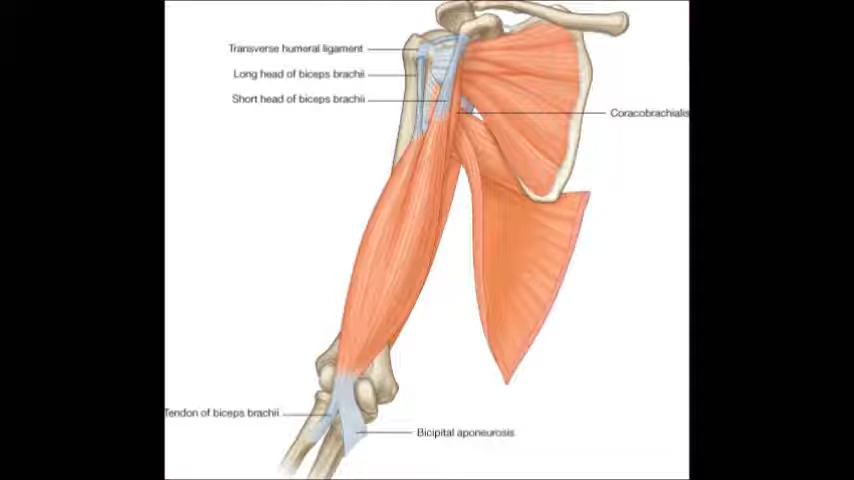 Transverse humeral ligament
Long head of biceps brachii
Short head of biceps brachii
Coracobrachialis
Tendon of biceps brachii
Bicipital aponeurosis